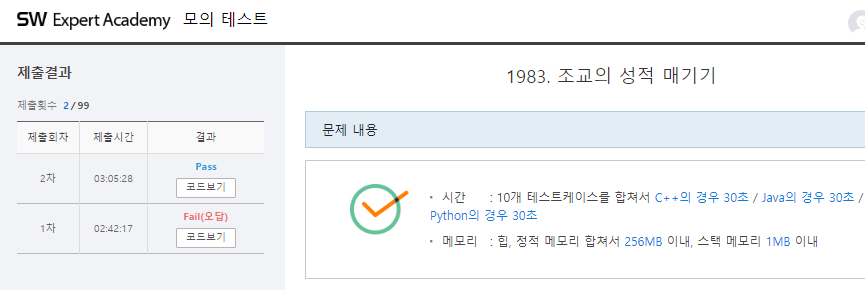 SW Expert Academy 모의 테스트
제출결과
제출횟수 2/99
제출회차 제출시간 결과
2차 03:05:28 Pass
코드보기
1차 02:42:17 Fail(오답)
코드보기
1983. 조교의 성적 매기기
문제 내용
• 시간 : 10개 테스트케이스를 합쳐서 C++의 경우 30초 / Java의 경우 30초 /
Python의 경우 30초
• 메모리 : 힙, 정적 메모리 합쳐서 256MB 이내, 스택 메모리 1MB 이내